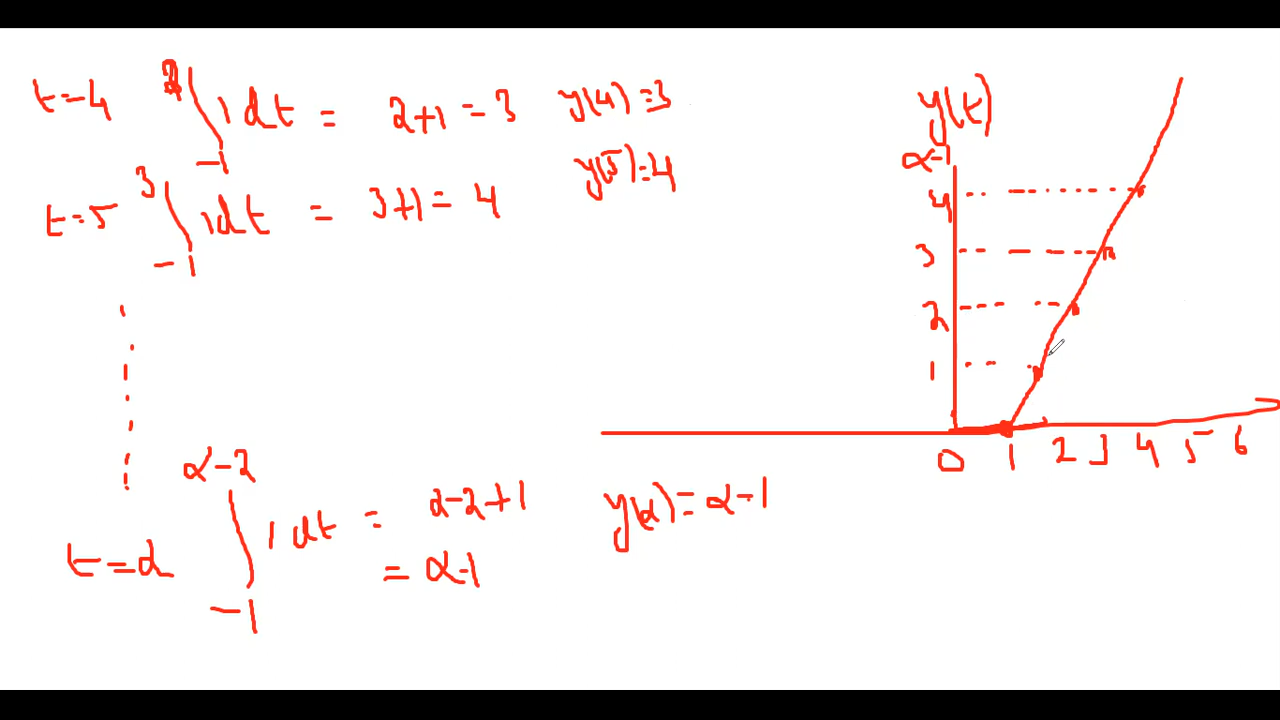 t=4 ∫_{-1}^{2} 1 dt = 2+1 = 3 y(4) = 3
y(5) = 4
t=5 ∫_{-1}^{3} 1 dt = 3+1 = 4
t=α ∫_{-1}^{α-2} 1 dt = α-2+1
= α-1
y(α) = α-1
y(t)
α-1
4
3
2
1
0 1 2 3 4 5 6